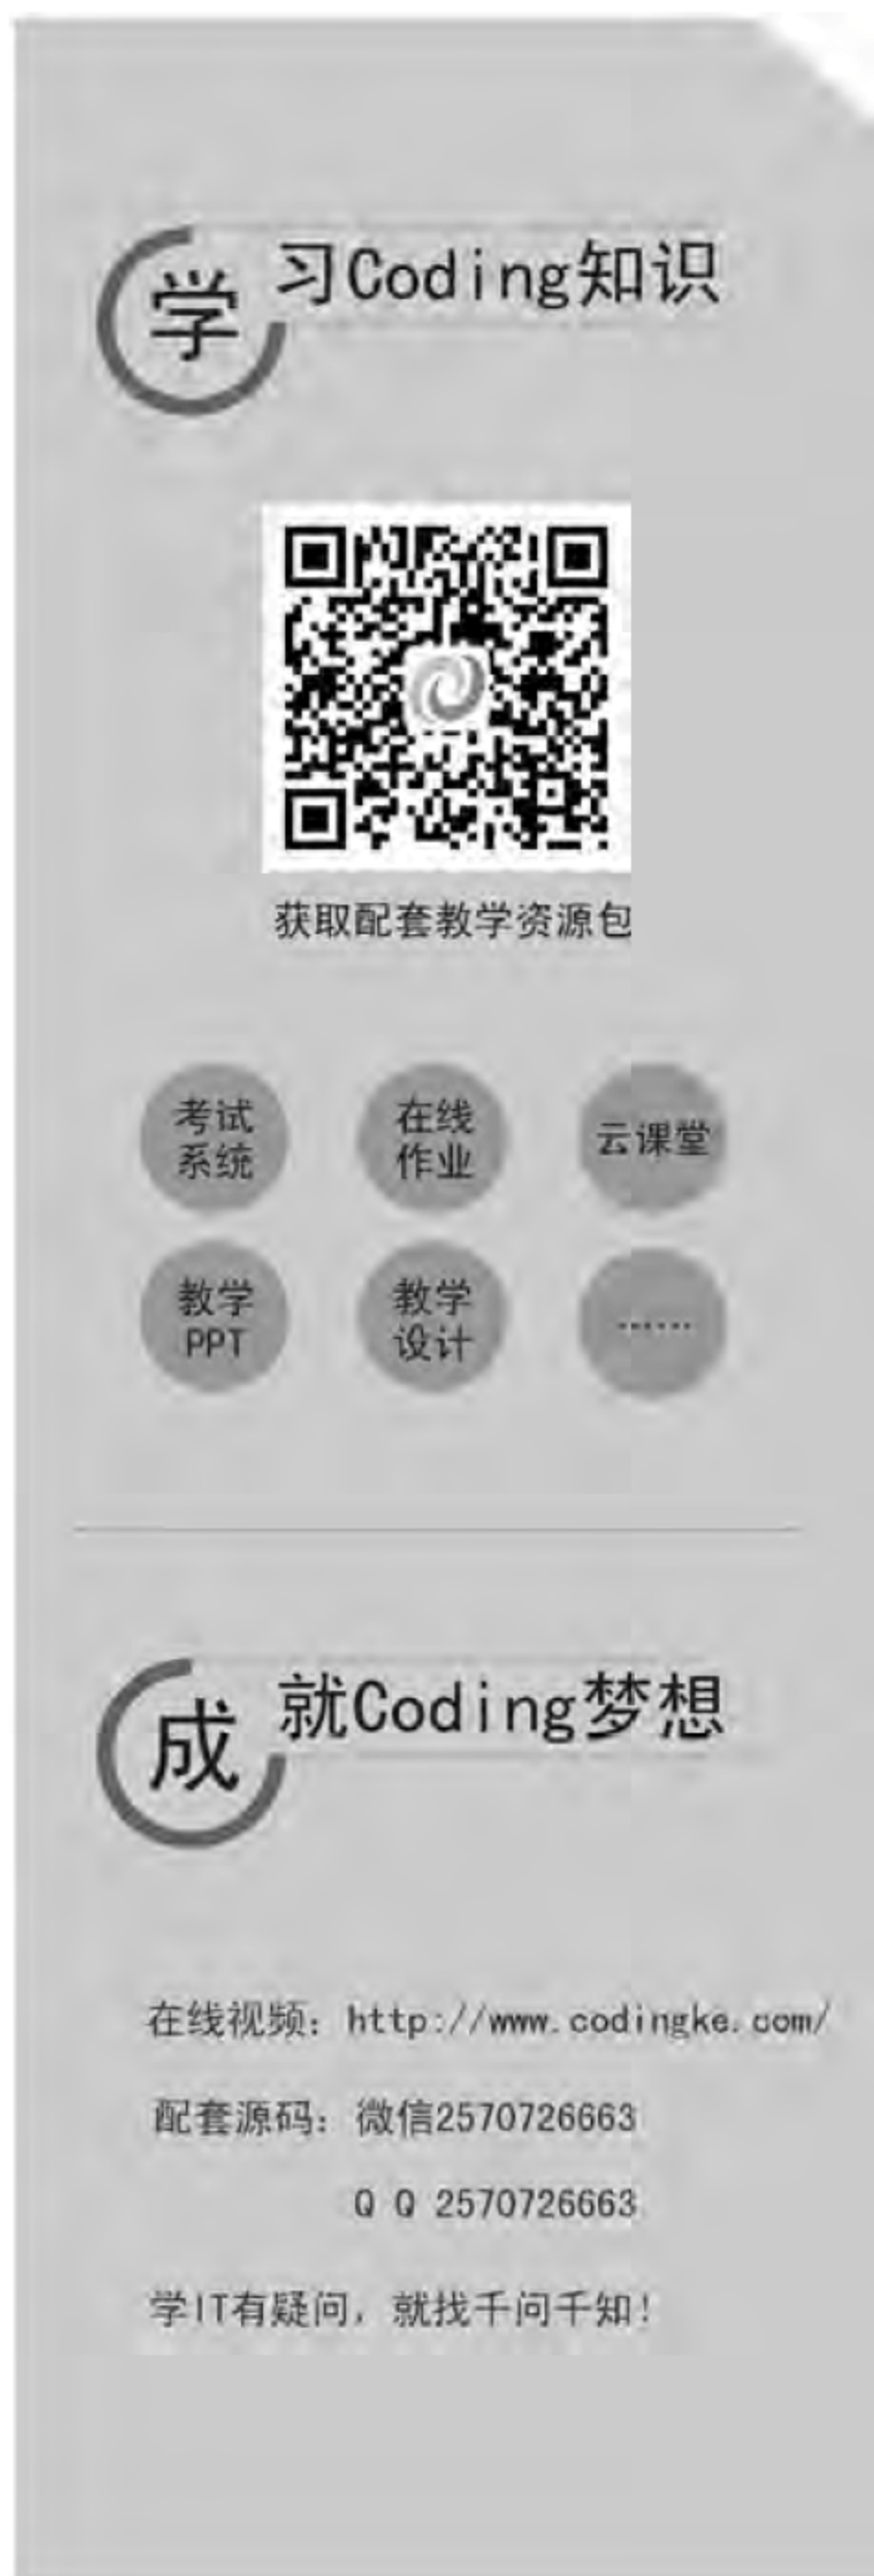 学习Coding知识
获取配套教学资源包
考试
系统
在线
作业
云课堂
教学
PPT
教学
设计
......
成就Coding梦想
在线视频：http://www.codingke.com/
配套源码：微信2570726663
Q Q 2570726663
学IT有疑问，就找千问千知！